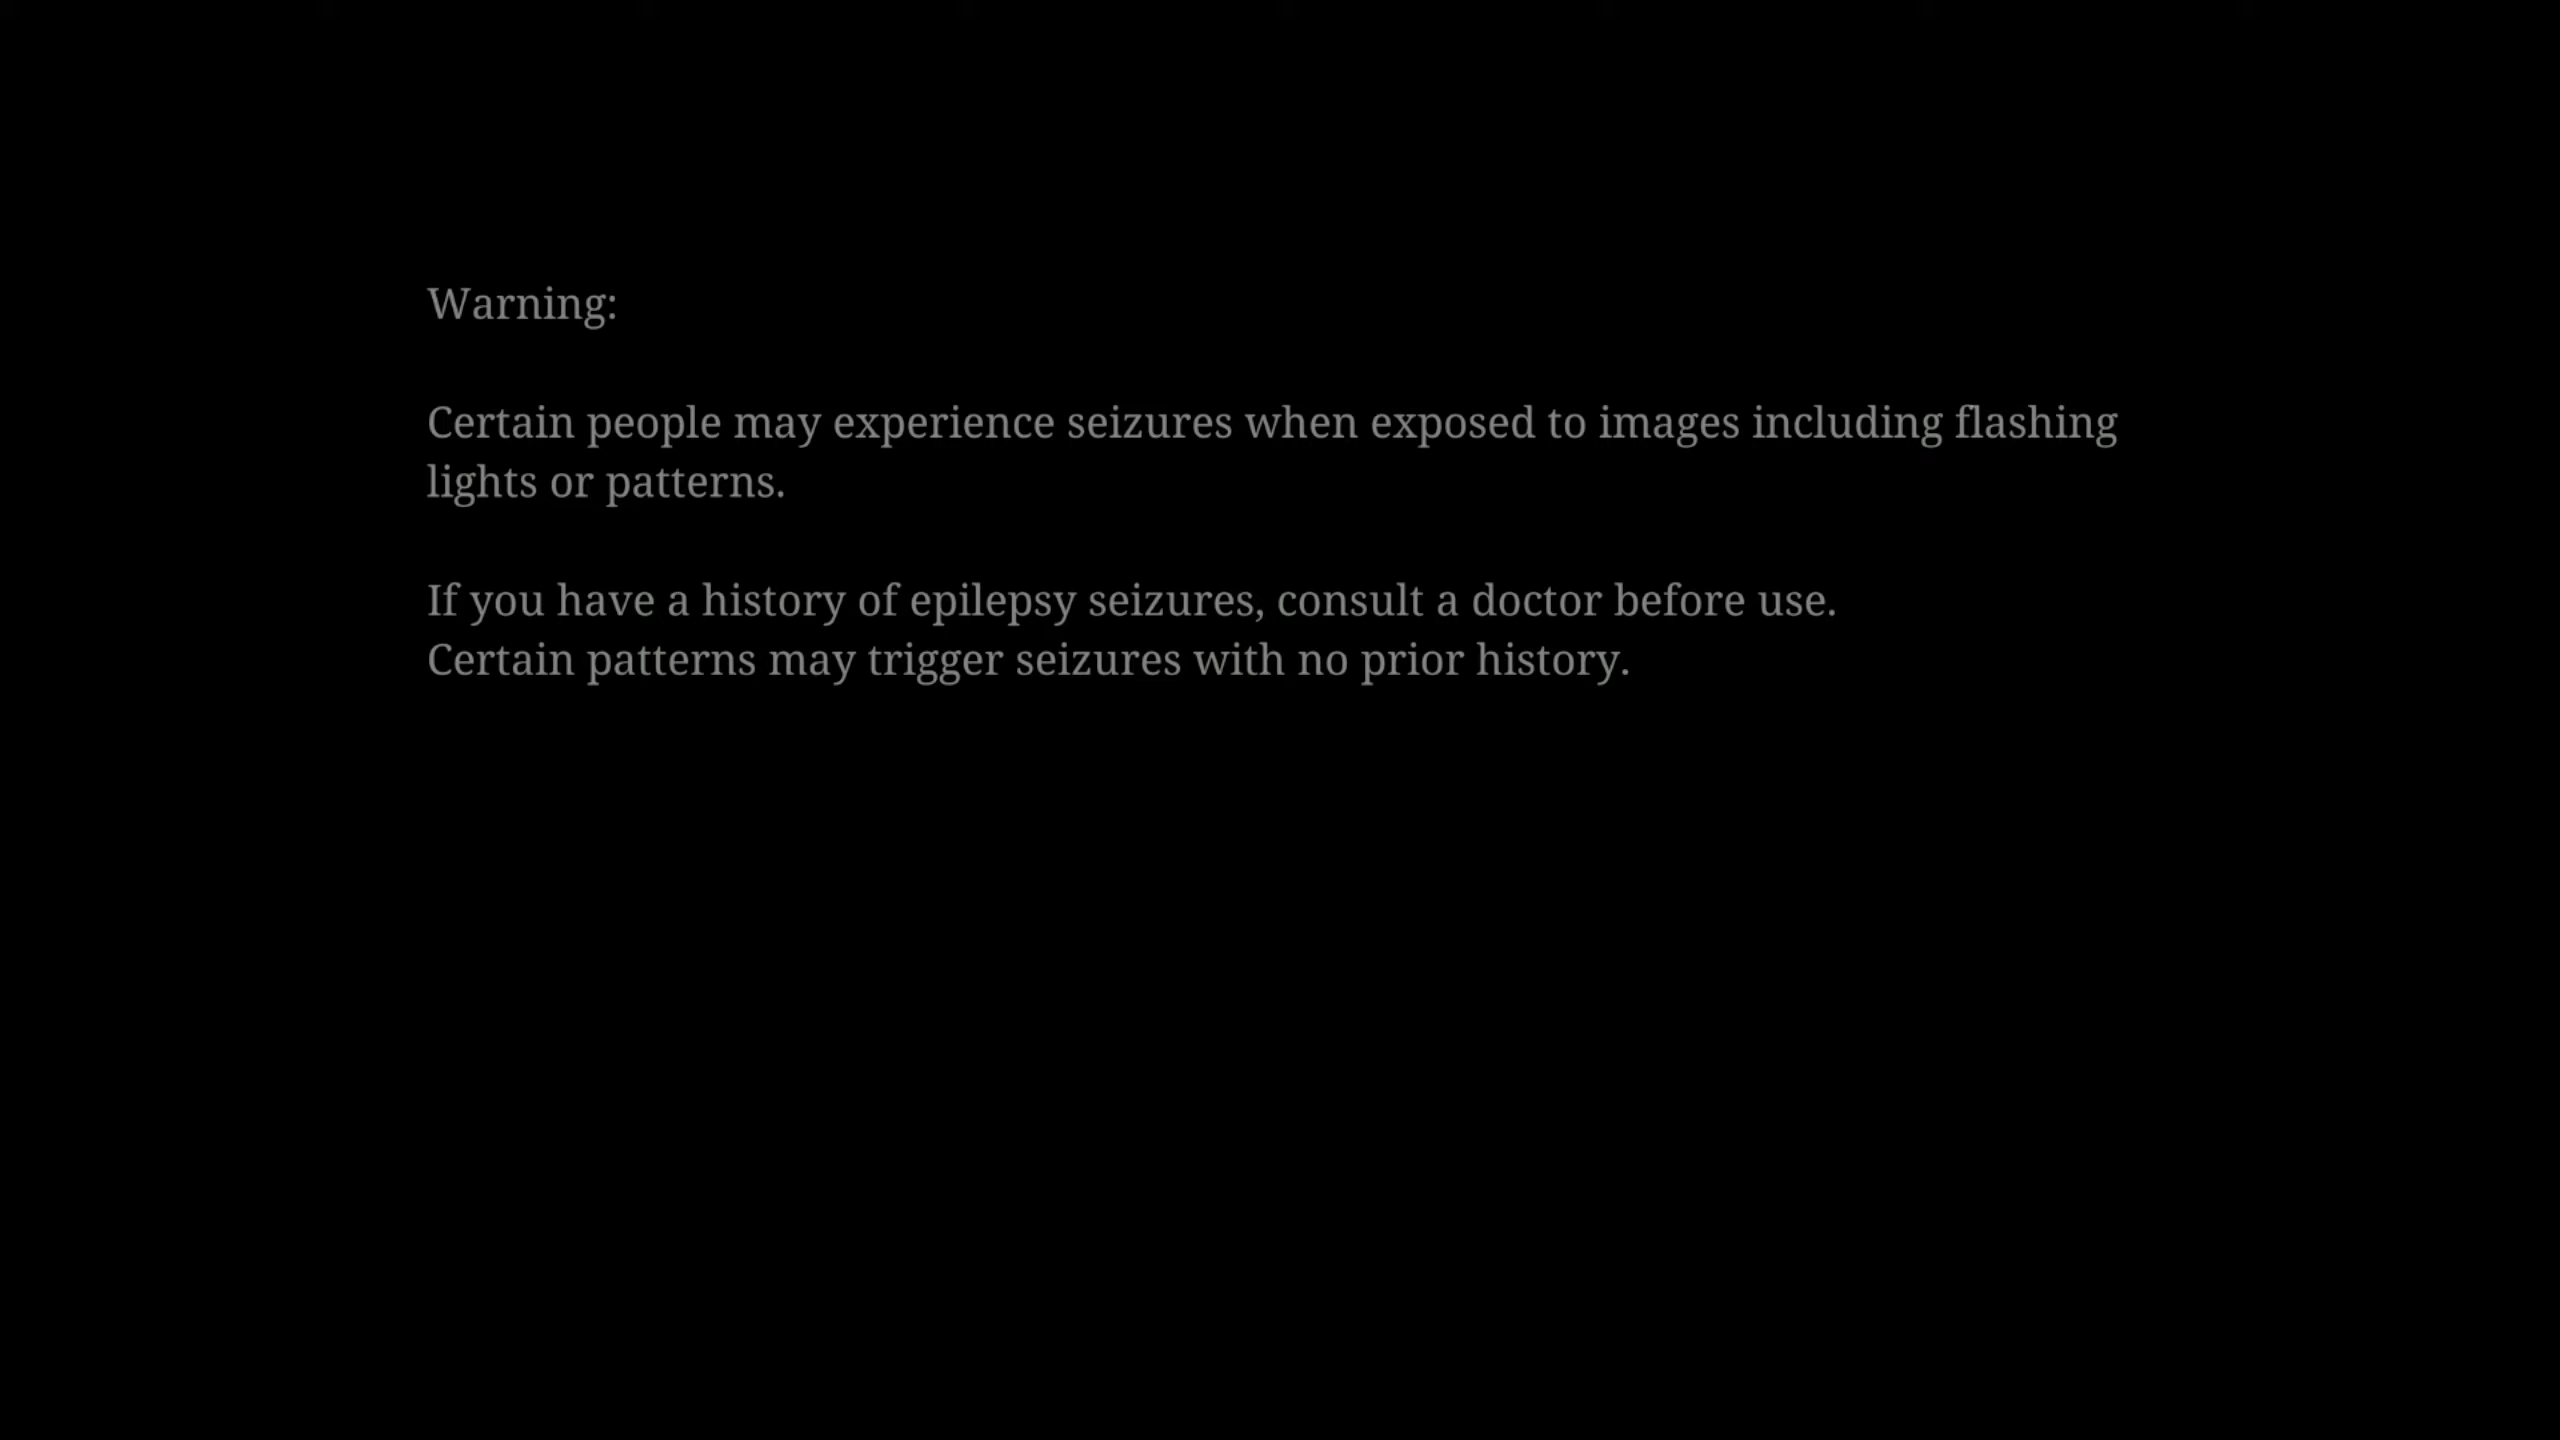 Warning:
Certain people may experience seizures when exposed to images including flashing
lights or patterns.
If you have a history of epilepsy seizures, consult a doctor before use.
Certain patterns may trigger seizures with no prior history.